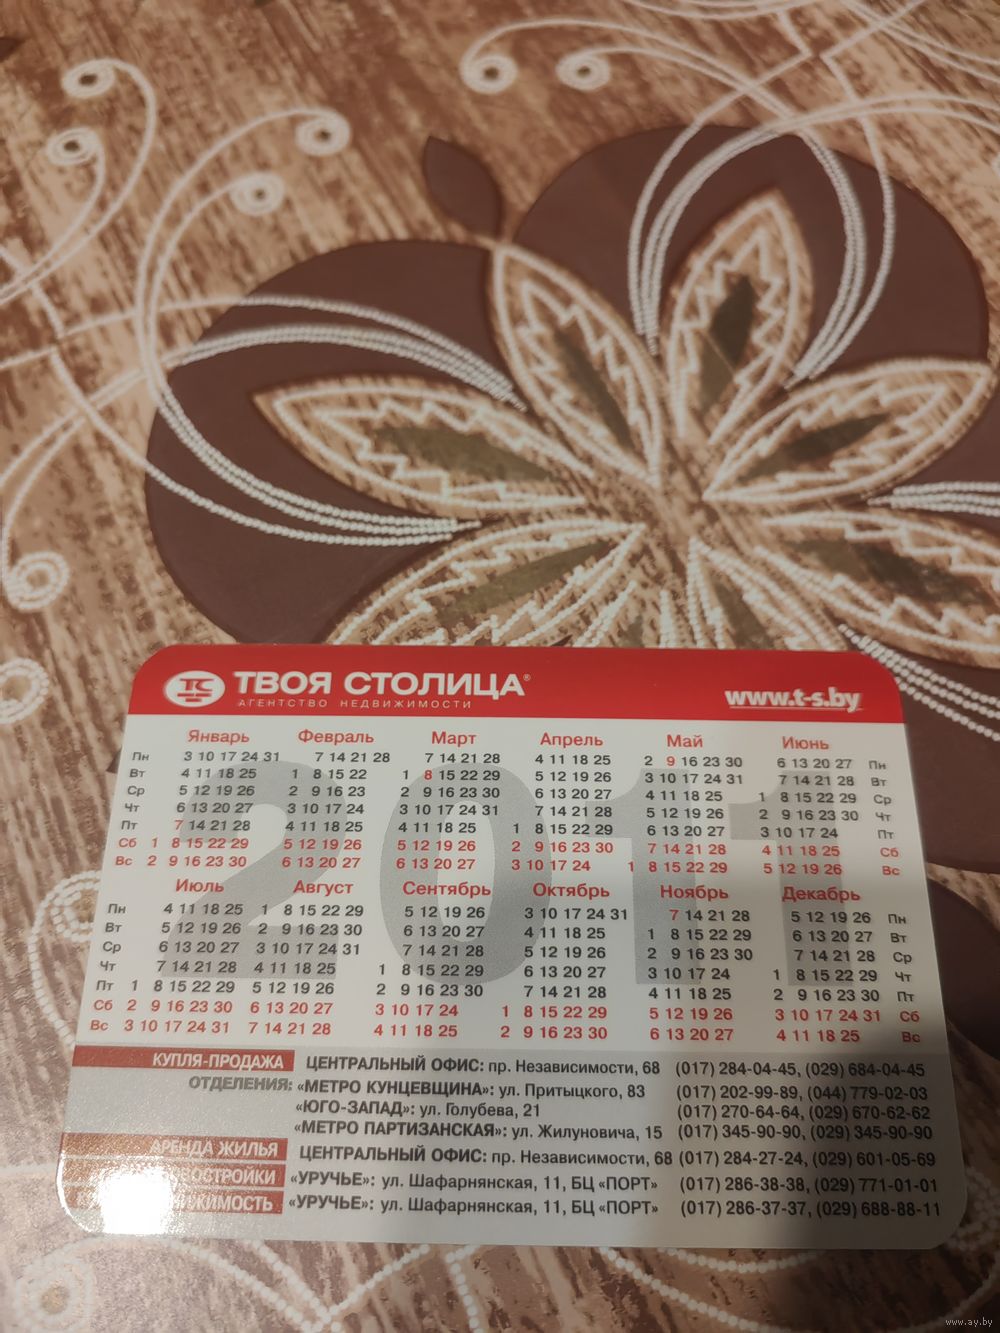 ТС ТВОЯ СТОЛИЦА®
АГЕНТСТВО НЕДВИЖИМОСТИ
www.t-s.by
2011
Январь Февраль Март Апрель Май Июнь
Пн 3 10 17 24 31 7 14 21 28 7 14 21 28 4 11 18 25 2 9 16 23 30 6 13 20 27 Пн
Вт 4 11 18 25 1 8 15 22 1 8 15 22 29 5 12 19 26 3 10 17 24 31 7 14 21 28 Вт
Ср 5 12 19 26 2 9 16 23 2 9 16 23 30 6 13 20 27 4 11 18 25 1 8 15 22 29 Ср
Чт 6 13 20 27 3 10 17 24 3 10 17 24 31 7 14 21 28 5 12 19 26 2 9 16 23 30 Чт
Пт 7 14 21 28 4 11 18 25 4 11 18 25 1 8 15 22 29 6 13 20 27 3 10 17 24 Пт
Сб 1 8 15 22 29 5 12 19 26 5 12 19 26 2 9 16 23 30 7 14 21 28 4 11 18 25 Сб
Вс 2 9 16 23 30 6 13 20 27 6 13 20 27 3 10 17 24 1 8 15 22 29 5 12 19 26 Вс
Июль Август Сентябрь Октябрь Ноябрь Декабрь
Пн 4 11 18 25 1 8 15 22 29 5 12 19 26 3 10 17 24 31 7 14 21 28 5 12 19 26 Пн
Вт 5 12 19 26 2 9 16 23 30 6 13 20 27 4 11 18 25 1 8 15 22 29 6 13 20 27 Вт
Ср 6 13 20 27 3 10 17 24 31 7 14 21 28 5 12 19 26 2 9 16 23 30 7 14 21 28 Ср
Чт 7 14 21 28 4 11 18 25 1 8 15 22 29 6 13 20 27 3 10 17 24 1 8 15 22 29 Чт
Пт 1 8 15 22 29 5 12 19 26 2 9 16 23 30 7 14 21 28 4 11 18 25 2 9 16 23 30 Пт
Сб 2 9 16 23 30 6 13 20 27 3 10 17 24 1 8 15 22 29 5 12 19 26 3 10 17 24 31 Сб
Вс 3 10 17 24 31 7 14 21 28 4 11 18 25 2 9 16 23 30 6 13 20 27 4 11 18 25 Вс
КУПЛЯ-ПРОДАЖА ЦЕНТРАЛЬНЫЙ ОФИС: пр. Независимости, 68 (017) 284-04-45, (029) 684-04-45
ОТДЕЛЕНИЯ: «МЕТРО КУНЦЕВЩИНА»: ул. Притыцкого, 83 (017) 202-99-89, (044) 779-02-03
«ЮГО-ЗАПАД»: ул. Голубева, 21 (017) 270-64-64, (029) 670-62-62
«МЕТРО ПАРТИЗАНСКАЯ»: ул. Жилуновича, 15 (017) 345-90-90, (029) 345-90-90
АРЕНДА ЖИЛЬЯ ЦЕНТРАЛЬНЫЙ ОФИС: пр. Независимости, 68 (017) 284-27-24, (029) 601-05-69
«УРУЧЬЕ»: ул. Шафарнянская, 11, БЦ «ПОРТ» (017) 286-38-38, (029) 771-01-01
«УРУЧЬЕ»: ул. Шафарнянская, 11, БЦ «ПОРТ» (017) 286-37-37, (029) 688-88-11
www.ay.by